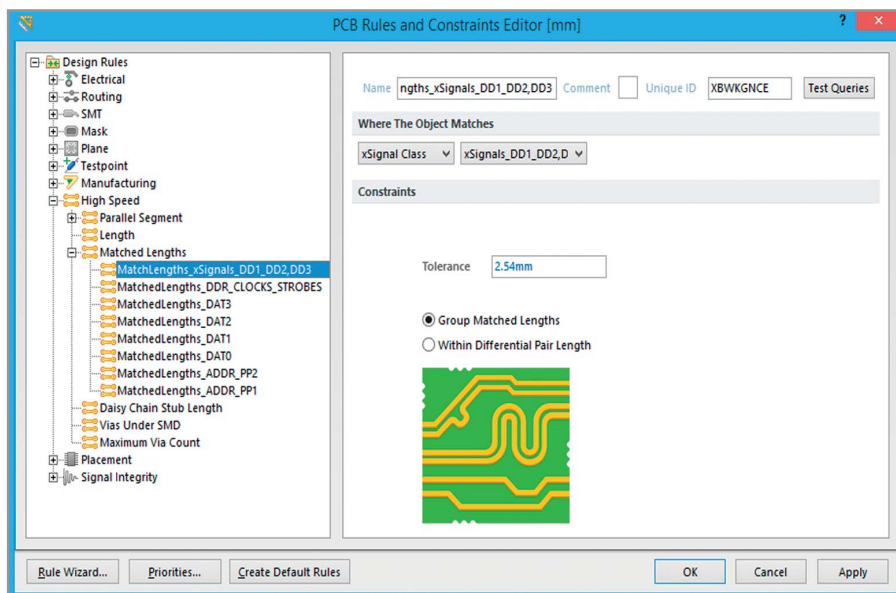 PCB Rules and Constraints Editor [mm]
?
Design Rules
Electrical
Routing
SMT
Mask
Plane
Testpoint
Manufacturing
High Speed
Parallel Segment
Length
Matched Lengths
MatchLengths_xSignals_DD1_DD2,DD3
MatchedLengths_DDR_CLOCKS_STROBES
MatchedLengths_DAT3
MatchedLengths_DAT2
MatchedLengths_DAT1
MatchedLengths_DAT0
MatchedLengths_ADDR_PP2
MatchedLengths_ADDR_PP1
Daisy Chain Stub Length
Vias Under SMD
Maximum Via Count
Placement
Signal Integrity
Name ngths_xSignals_DD1_DD2,DD3 Comment Unique ID XBWKGNCE Test Queries
Where The Object Matches
xSignal Class xSignals_DD1_DD2,D
Constraints
Tolerance 2.54mm
Group Matched Lengths
Within Differential Pair Length
Rule Wizard... Priorities... Create Default Rules OK Cancel Apply